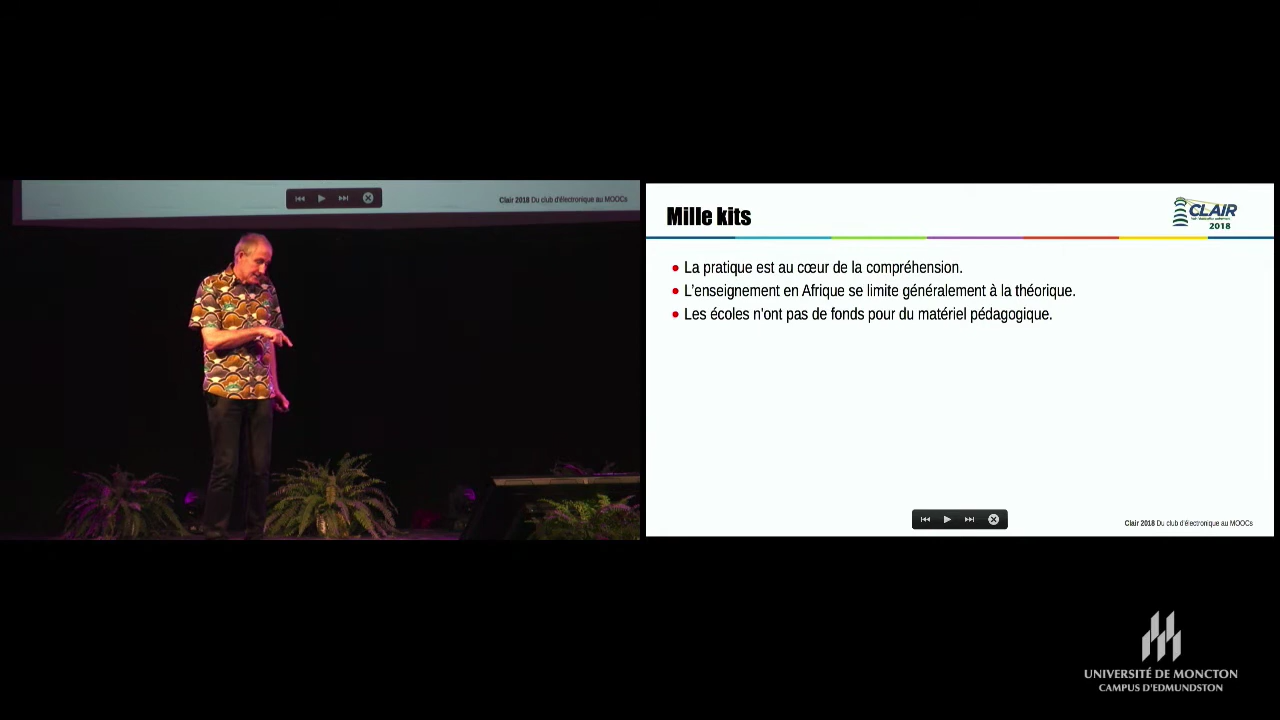 Clair 2018 Du club d'électronique au MOOCs
Mille kits
CLAIR
2018
La pratique est au cœur de la compréhension.
L'enseignement en Afrique se limite généralement à la théorique.
Les écoles n'ont pas de fonds pour du matériel pédagogique.
Clair 2018 Du club d'électronique au MOOCs
UNIVERSITÉ DE MONCTON
CAMPUS D'EDMUNDSTON